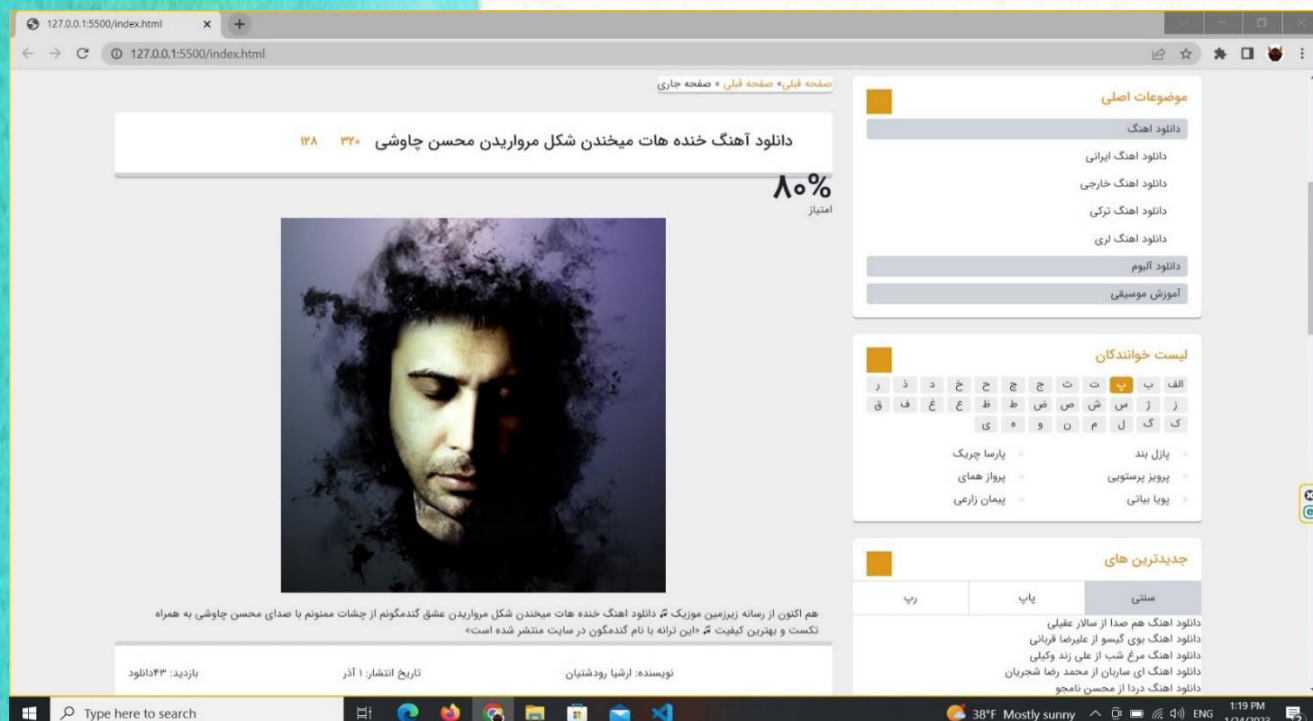 127.0.0.1:5500/index.html
127.0.0.1:5500/index.html
موضوعات اصلی
دانلود اهنگ
دانلود اهنگ ایرانی
دانلود اهنگ خارجی
دانلود اهنگ ترکی
دانلود اهنگ لری
دانلود آلبوم
آموزش موسیقی
لیست خوانندکان
الف ب پ ت ث ج چ ح خ د ذ ر
ز ژ س ش ص ض ط ظ ع غ ف ق
ک گ ل م ن و ه ی
پازل بند
پارسا چریک
پرویز پرستویی
پرواز همای
پویا بیاتی
پیمان زارعی
جدیدترین های
سنتی
پاپ
رپ
دانلود اهنگ هم صدا از سالار عقیلی
دانلود اهنگ بوی گیسو از علیرضا قربانی
دانلود اهنگ مرغ شب از علی زند وکیلی
دانلود اهنگ ای ساربان از محمد رضا شجریان
دانلود اهنگ دردا از محسن نامجو
صفحه قبلی» صفحه قبلی » صفحه جاری
دانلود آهنگ خنده هات میخندن شکل مرواریدن محسن چاوشی ۳۲۰ ۱۲۸
۸۰%
امتیاز
هم اکنون از رسانه زیرزمین موزیک ♫ دانلود اهنگ خنده هات میخندن شکل مرواریدن عشق گندمگونم از چشات ممنونم با صدای محسن چاوشی به همراه
تکست و بهترین کیفیت ♫ «این ترانه با نام گندمگون در سایت منتشر شده است»
نویسنده: ارشیا رودشتیان
تاریخ انتشار: ۱ آذر
بازدید: ۴۳دانلود
Type here to search
38°F Mostly sunny
ENG
1:19 PM